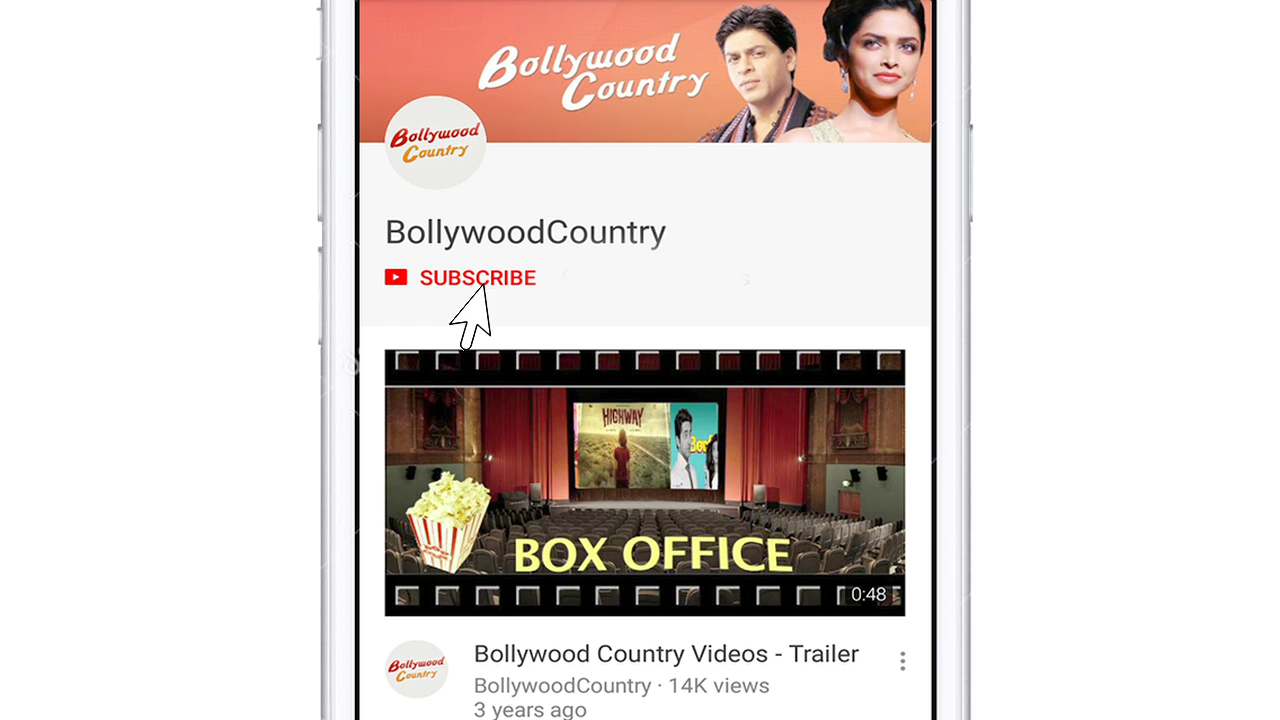 Bollywood
Country
Bollywood
Country
BollywoodCountry
SUBSCRIBE
HIGHWAY
BOX OFFICE
0:48
Bollywood Country Videos - Trailer
Bollywood
Country
BollywoodCountry · 14K views
3 years ago